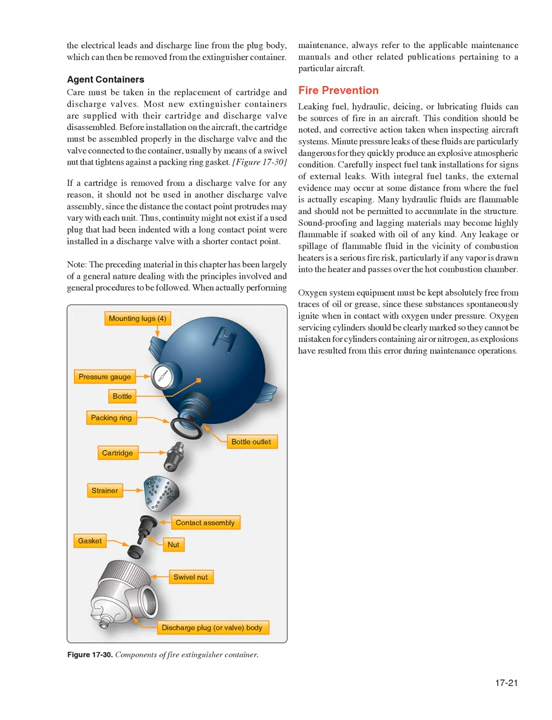 the electrical leads and discharge line from the plug body,
which can then be removed from the extinguisher container.
Agent Containers
Care must be taken in the replacement of cartridge and
discharge valves. Most new extinguisher containers
are supplied with their cartridge and discharge valve
disassembled. Before installation on the aircraft, the cartridge
must be assembled properly in the discharge valve and the
valve connected to the container, usually by means of a swivel
nut that tightens against a packing ring gasket. [Figure 17-30]
If a cartridge is removed from a discharge valve for any
reason, it should not be used in another discharge valve
assembly, since the distance the contact point protrudes may
vary with each unit. Thus, continuity might not exist if a used
plug that had been indented with a long contact point were
installed in a discharge valve with a shorter contact point.
Note: The preceding material in this chapter has been largely
of a general nature dealing with the principles involved and
general procedures to be followed. When actually performing
Mounting lugs (4)
Pressure gauge
Bottle
Packing ring
Bottle outlet
Cartridge
Strainer
Contact assembly
Gasket
Nut
Swivel nut
Discharge plug (or valve) body
Figure 17-30. Components of fire extinguisher container.
maintenance, always refer to the applicable maintenance
manuals and other related publications pertaining to a
particular aircraft.
Fire Prevention
Leaking fuel, hydraulic, deicing, or lubricating fluids can
be sources of fire in an aircraft. This condition should be
noted, and corrective action taken when inspecting aircraft
systems. Minute pressure leaks of these fluids are particularly
dangerous for they quickly produce an explosive atmospheric
condition. Carefully inspect fuel tank installations for signs
of external leaks. With integral fuel tanks, the external
evidence may occur at some distance from where the fuel
is actually escaping. Many hydraulic fluids are flammable
and should not be permitted to accumulate in the structure.
Sound-proofing and lagging materials may become highly
flammable if soaked with oil of any kind. Any leakage or
spillage of flammable fluid in the vicinity of combustion
heaters is a serious fire risk, particularly if any vapor is drawn
into the heater and passes over the hot combustion chamber.
Oxygen system equipment must be kept absolutely free from
traces of oil or grease, since these substances spontaneously
ignite when in contact with oxygen under pressure. Oxygen
servicing cylinders should be clearly marked so they cannot be
mistaken for cylinders containing air or nitrogen, as explosions
have resulted from this error during maintenance operations.
17-21